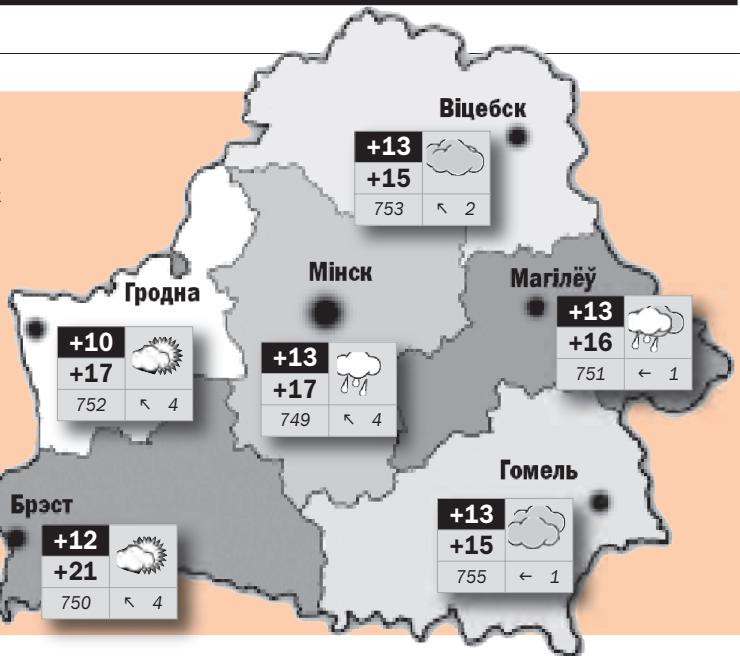 Віцебск
+13
+15
753 ↖ 2
Мінск
+13
+17
749 ↖ 4
Магілёў
+13
+16
751 ← 1
Гродна
+10
+17
752 ↖ 4
Гомель
+13
+15
755 ← 1
Брэст
+12
+21
750 ↖ 4